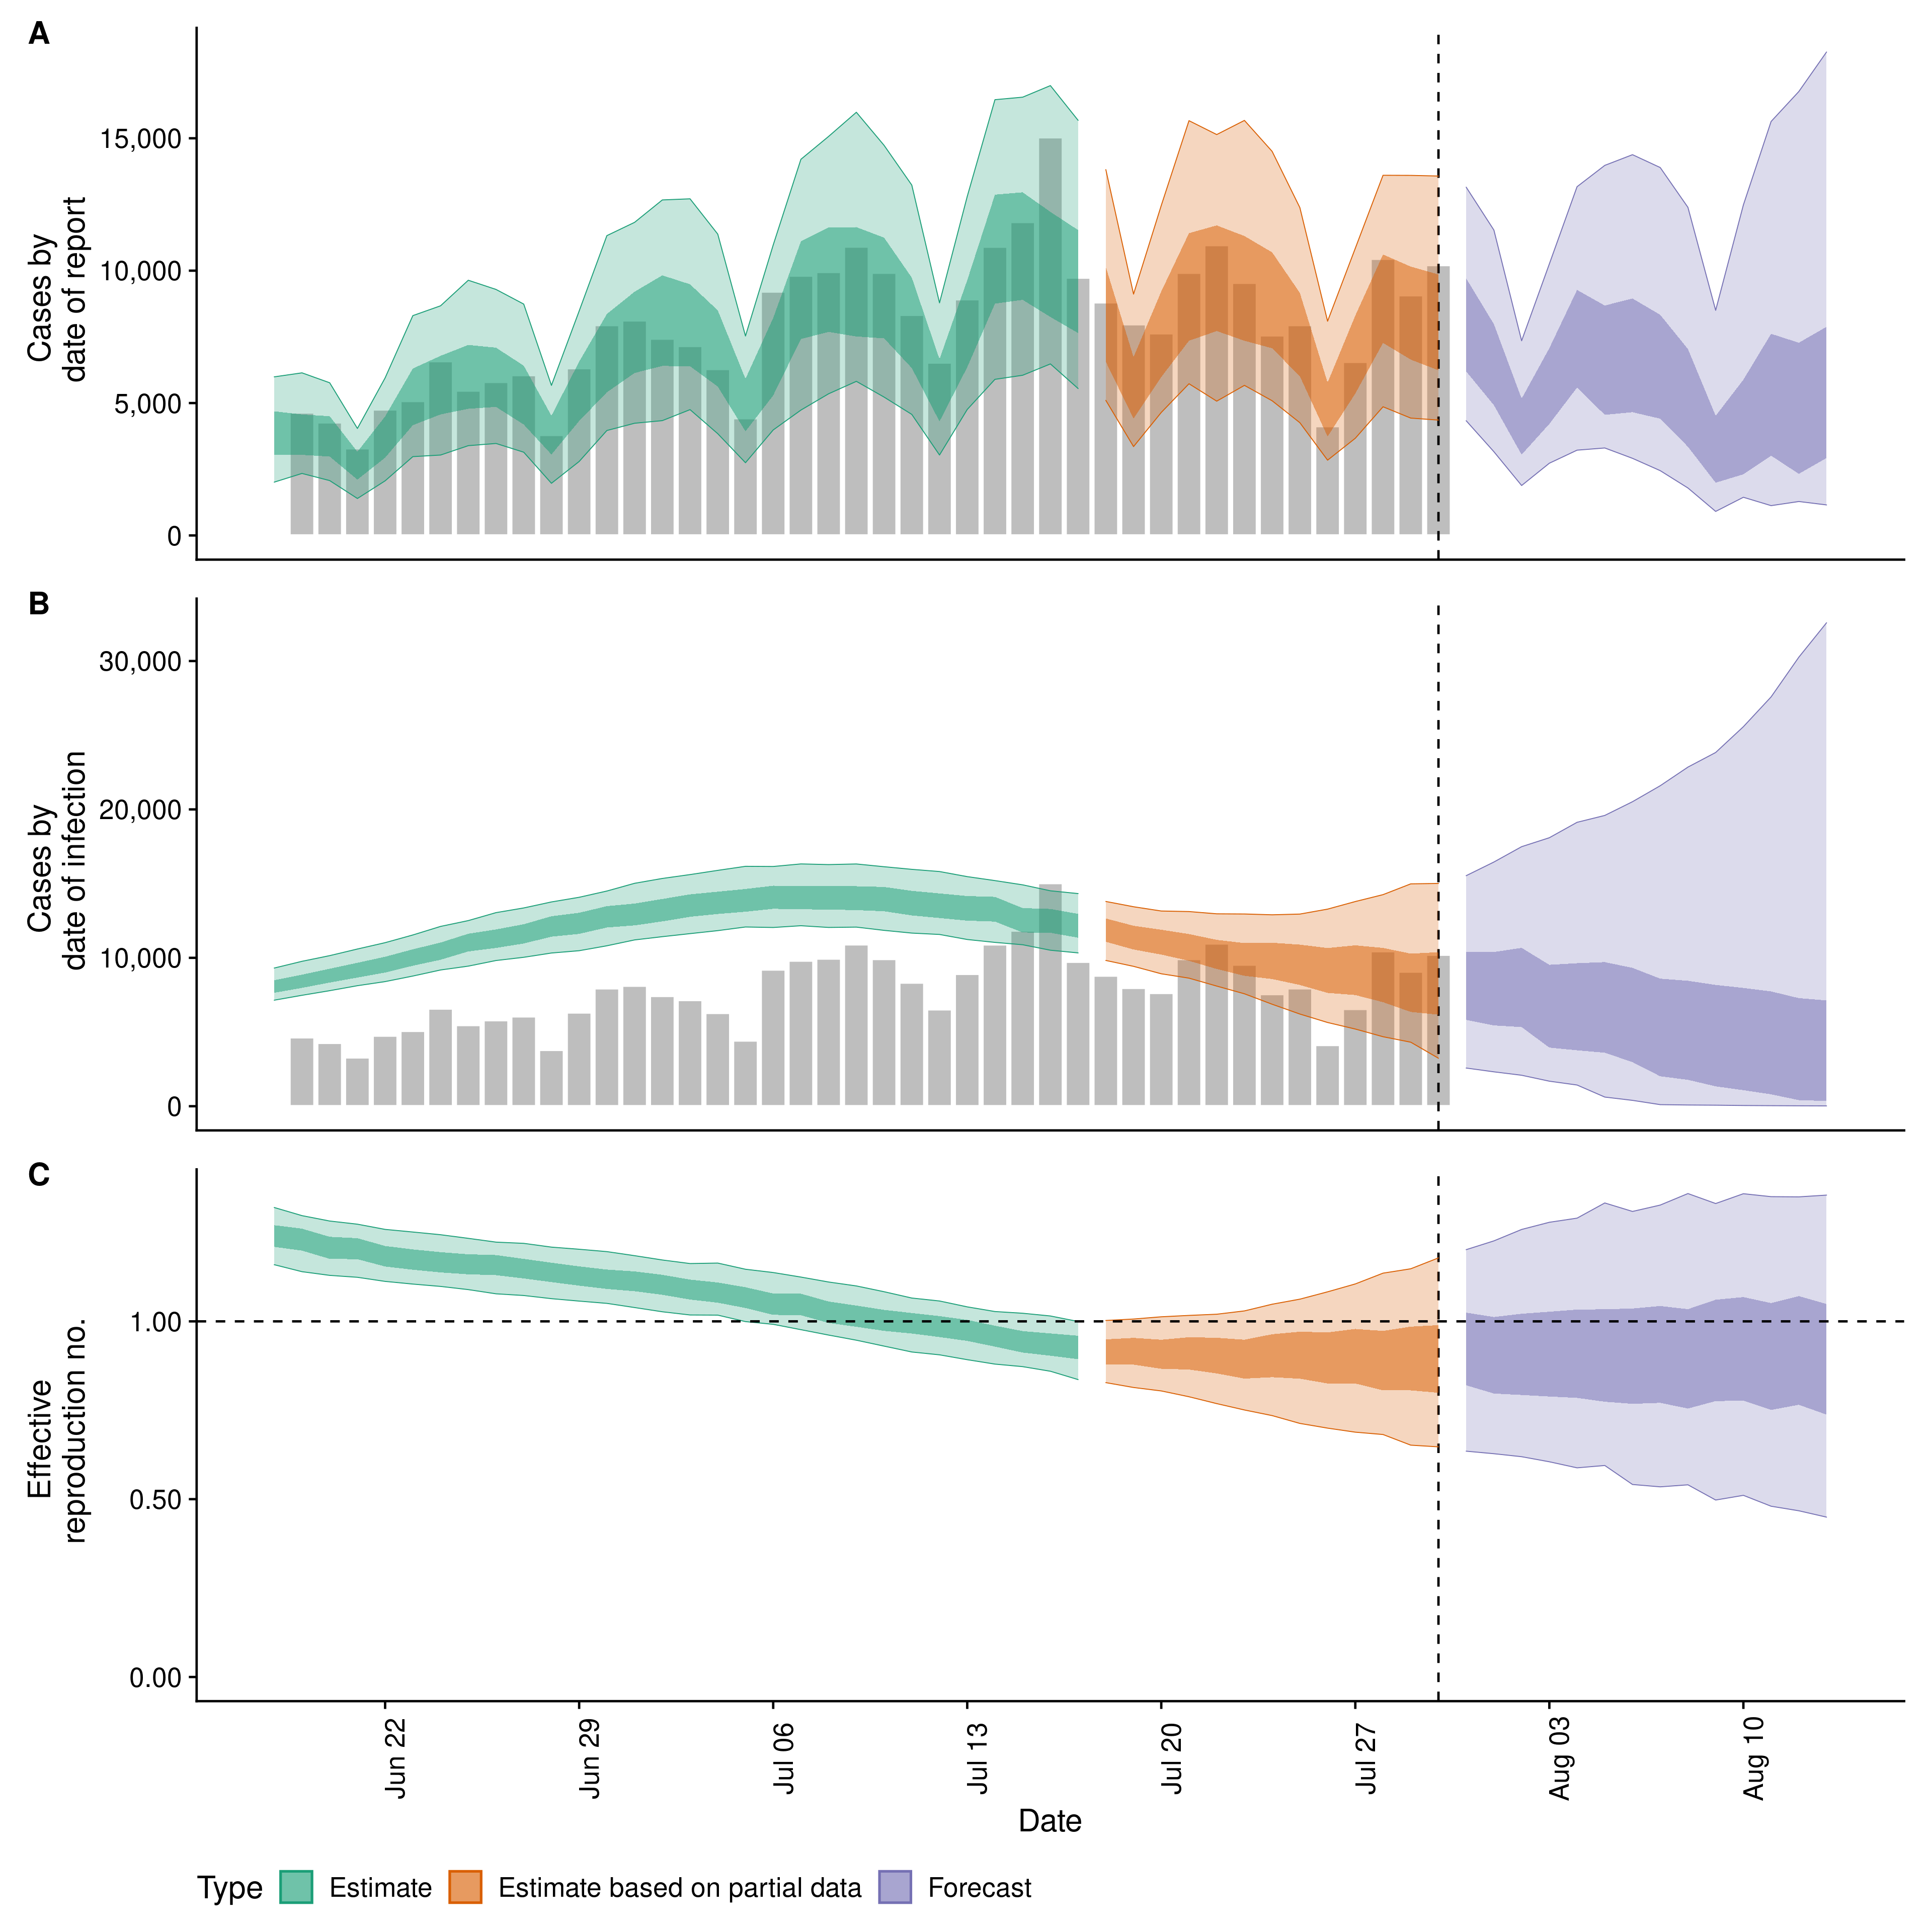 A
15,000
10,000
5,000
0
Cases by
date of report
B
30,000
20,000
10,000
0
Cases by
date of infection
C
1.00
0.50
0.00
Effective
reproduction no.
Jun 22
Jun 29
Jul 06
Jul 13
Jul 20
Jul 27
Aug 03
Aug 10
Date
Type Estimate Estimate based on partial data Forecast